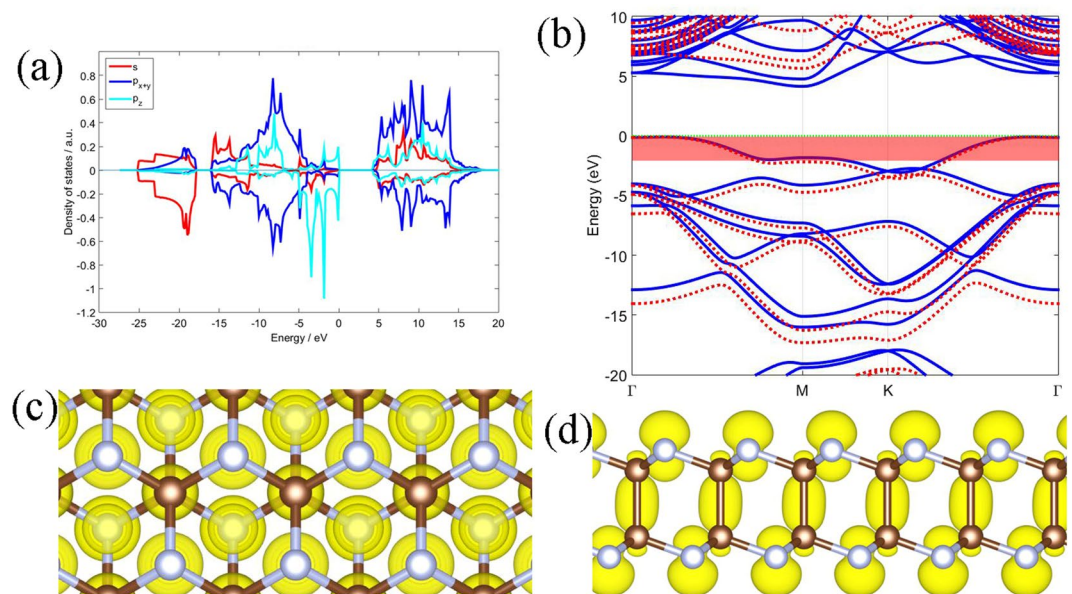 (a)
s
p_{x+y}
p_z
Density of states / a.u.
0.8
0.6
0.4
0.2
0
0.2
0.4
-0.6
-0.8
-1
-1.2
-30 -25 -20 -15 -10 -5 0 5 10 15 20
Energy / eV
(b)
Energy (eV)
10
5
0
-5
-10
-15
-20
Γ M K Γ
(c)
(d)